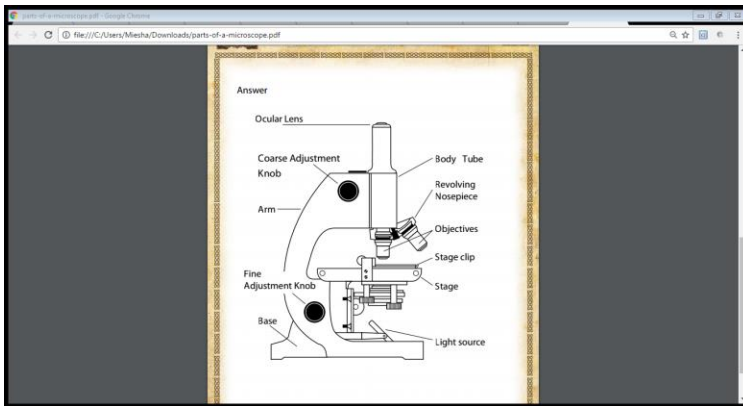 parts-of-a-microscope.pdf - Google Chrome
file:///C:/Users/Miesha/Downloads/parts-of-a-microscope.pdf
Answer
Ocular Lens
Coarse Adjustment
Knob
Body Tube
Revolving
Nosepiece
Arm
Objectives
Stage clip
Fine
Adjustment Knob
Stage
Base
Light source